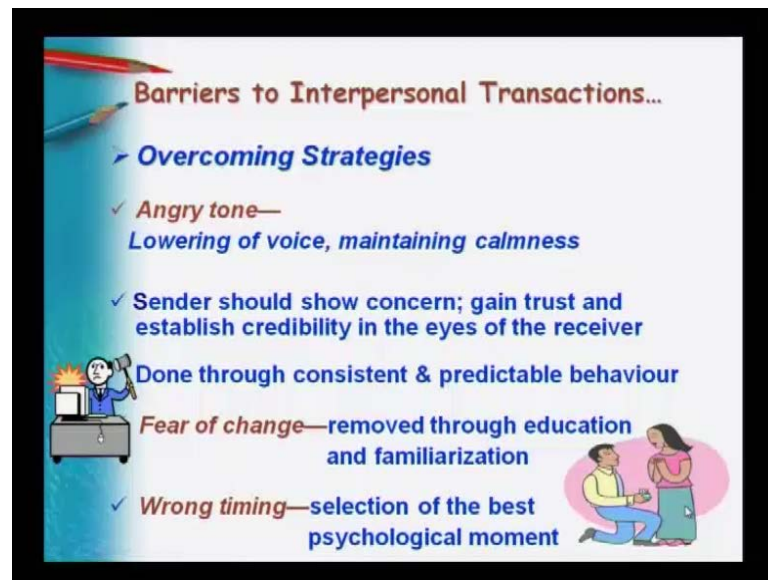 Barriers to Interpersonal Transactions...
➢ Overcoming Strategies
✓ Angry tone—
Lowering of voice, maintaining calmness
✓ Sender should show concern; gain trust and
establish credibility in the eyes of the receiver
Done through consistent & predictable behaviour
Fear of change—removed through education
and familiarization
✓ Wrong timing—selection of the best
psychological moment